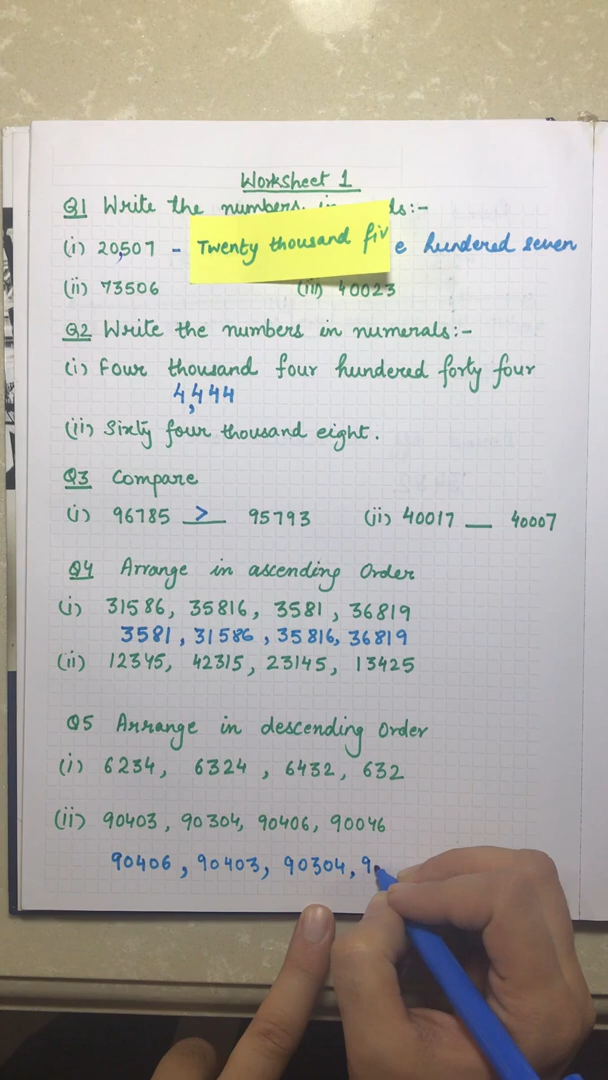 Worksheet 1
Q1 Write the numbers in words:-
(i) 20,507 - Twenty thousand five hundred seven
(ii) 73506 (iii) 40023
Q2 Write the numbers in numerals:-
(i) Four thousand four hundred forty four
4,444
(ii) Sixty four thousand eight.
Q3 Compare
(i) 96785 > 95793 (ii) 40017 __ 40007
Q4 Arrange in ascending Order
(i) 31586, 35816, 3581, 36819
3581, 31586, 35816, 36819
(ii) 12345, 42315, 23145, 13425
Q5 Arrange in descending Order
(i) 6234, 6324, 6432, 632
(ii) 90403, 90304, 90406, 90046
90406, 90403, 90304, 9